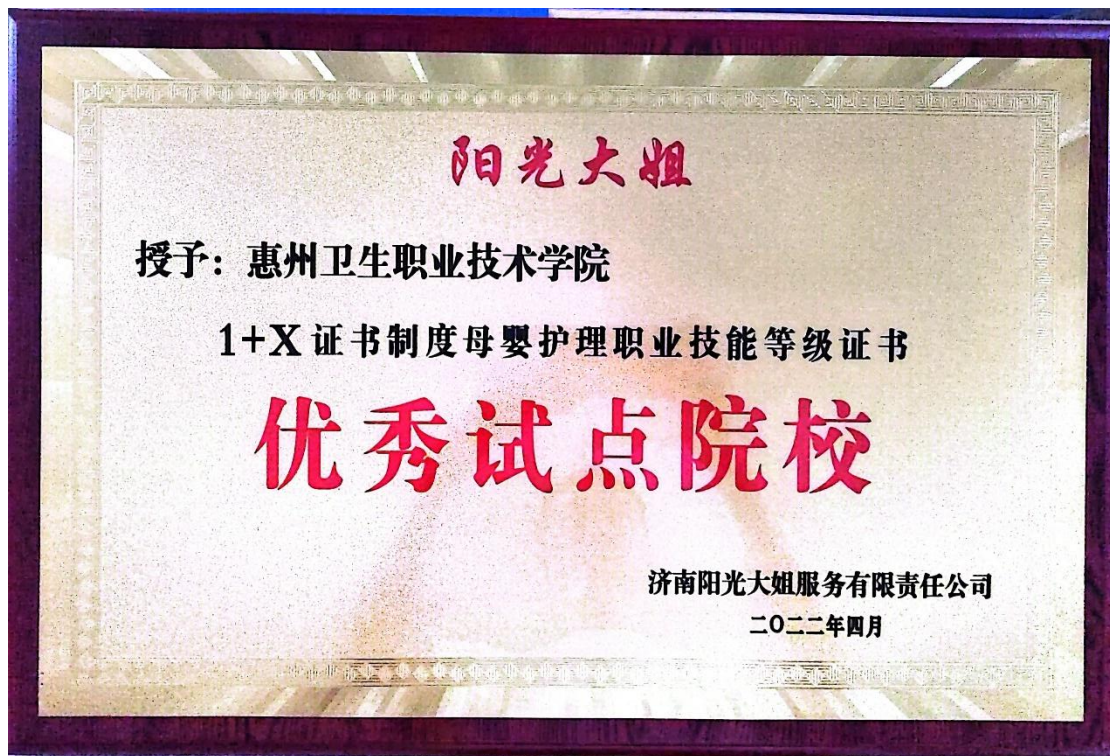 阳光大姐
授予：惠州卫生职业技术学院
1+X证书制度母婴护理职业技能等级证书
优秀试点院校
济南阳光大姐服务有限责任公司
二〇二二年四月